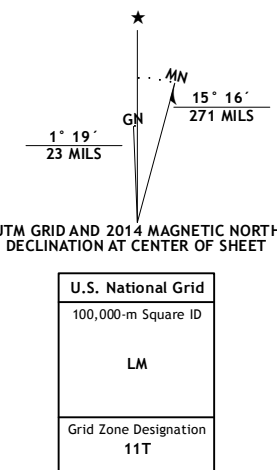 ★
MN
GN
15° 16´
271 MILS
1° 19´
23 MILS
UTM GRID AND 2014 MAGNETIC NORTH
DECLINATION AT CENTER OF SHEET
U.S. National Grid
100,000-m Square ID
LM
Grid Zone Designation
11T